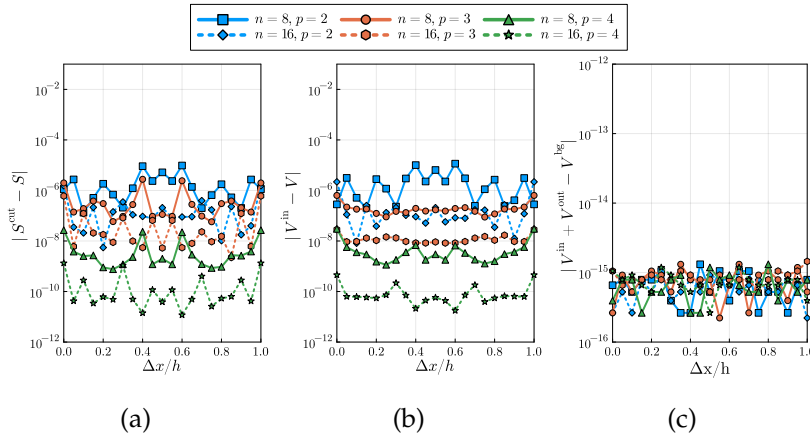 n = 8, p = 2 n = 8, p = 3 n = 8, p = 4
n = 16, p = 2 n = 16, p = 3 n = 16, p = 4
| S^cut − S|
10^−2
10^−4
10^−6
10^−8
10^−10
10^−12
0.0 0.2 0.4 0.6 0.8 1.0
Δx/h
(a)
| V^in − V|
10^−2
10^−4
10^−6
10^−8
10^−10
10^−12
0.0 0.2 0.4 0.6 0.8 1.0
Δx/h
(b)
|V^in + V^out − V^bg|
10^−12
10^−13
10^−14
10^−15
10^−16
0.0 0.2 0.4 0.6 0.8 1.0
Δx/h
(c)